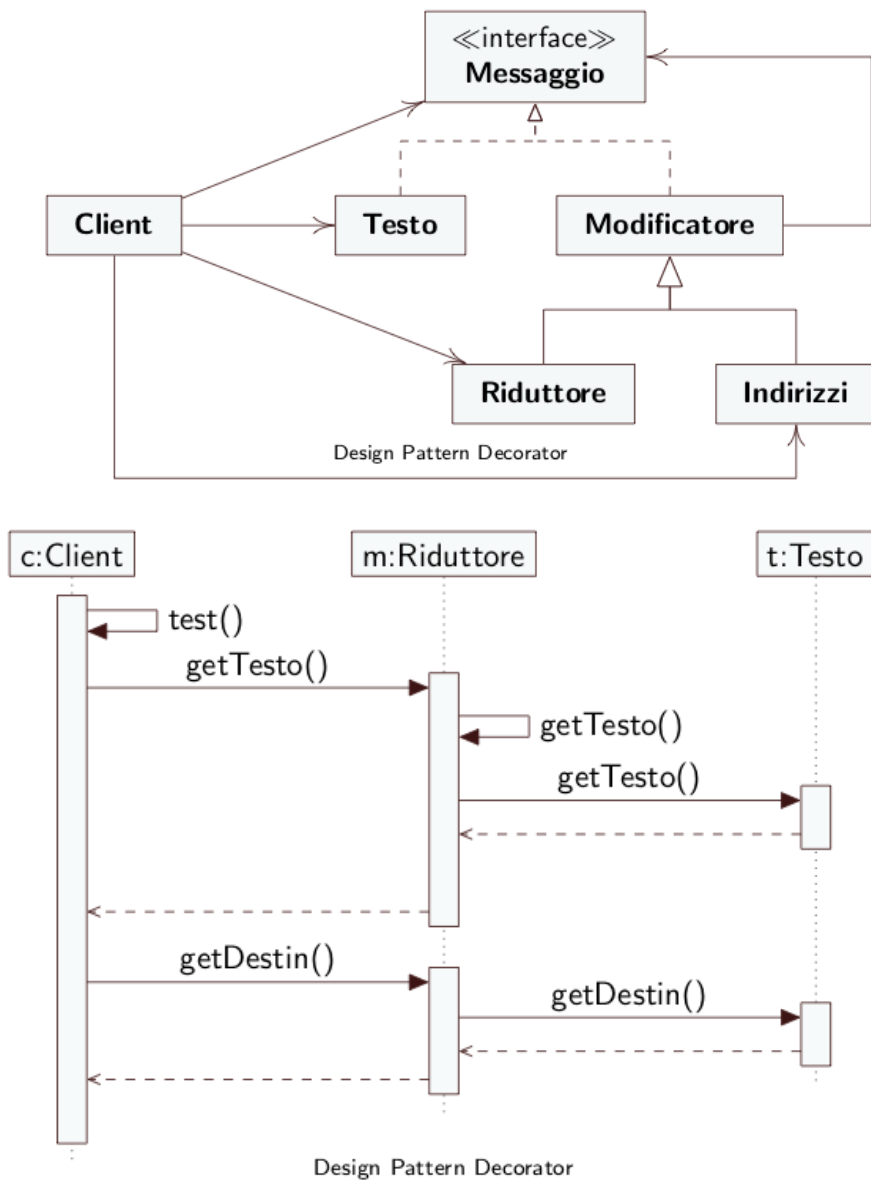 ≪interface≫
Messaggio
Client
Testo
Modificatore
Riduttore
Indirizzi
Design Pattern Decorator
c:Client
m:Riduttore
t:Testo
test()
getTesto()
getTesto()
getTesto()
getDestin()
getDestin()
Design Pattern Decorator